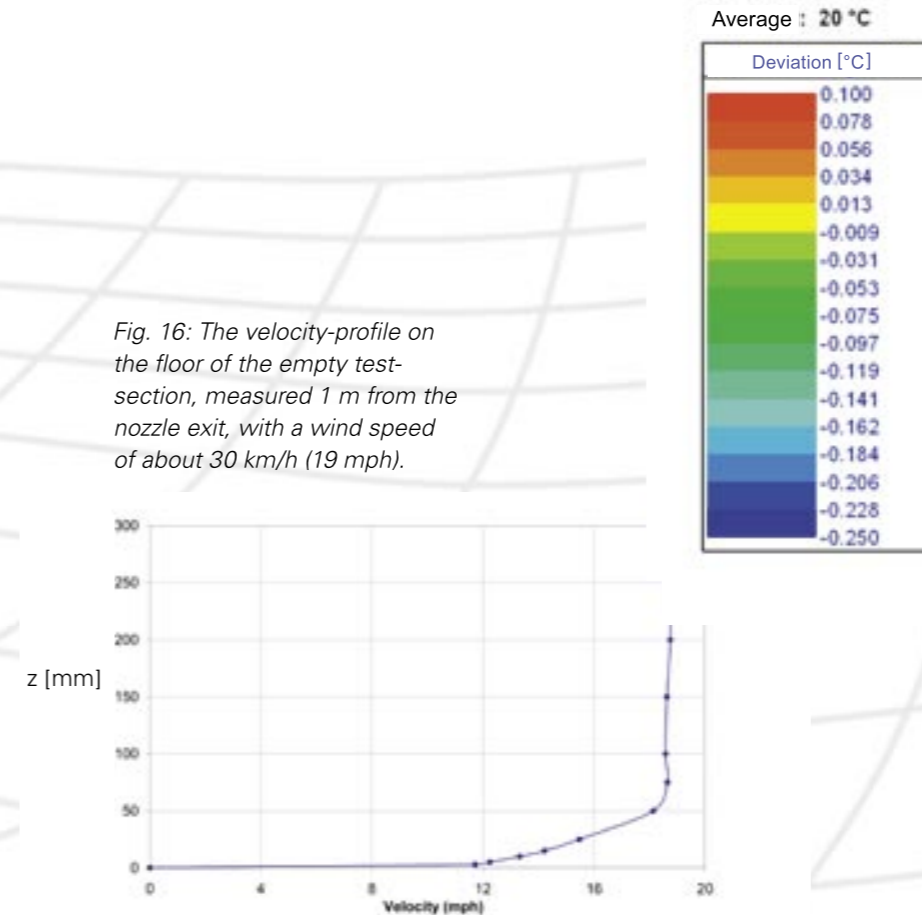 Average : 20 °C
Deviation [°C]
0.100
0.078
0.056
0.034
0.013
-0.009
-0.031
-0.053
-0.075
-0.097
-0.119
-0.141
-0.162
-0.184
-0.206
-0.228
-0.250
Fig. 16: The velocity-profile on
the floor of the empty test-
section, measured 1 m from the
nozzle exit, with a wind speed
of about 30 km/h (19 mph).
300
250
200
z [mm]
150
100
50
0
0 4 8 12 16 20
Velocity (mph)